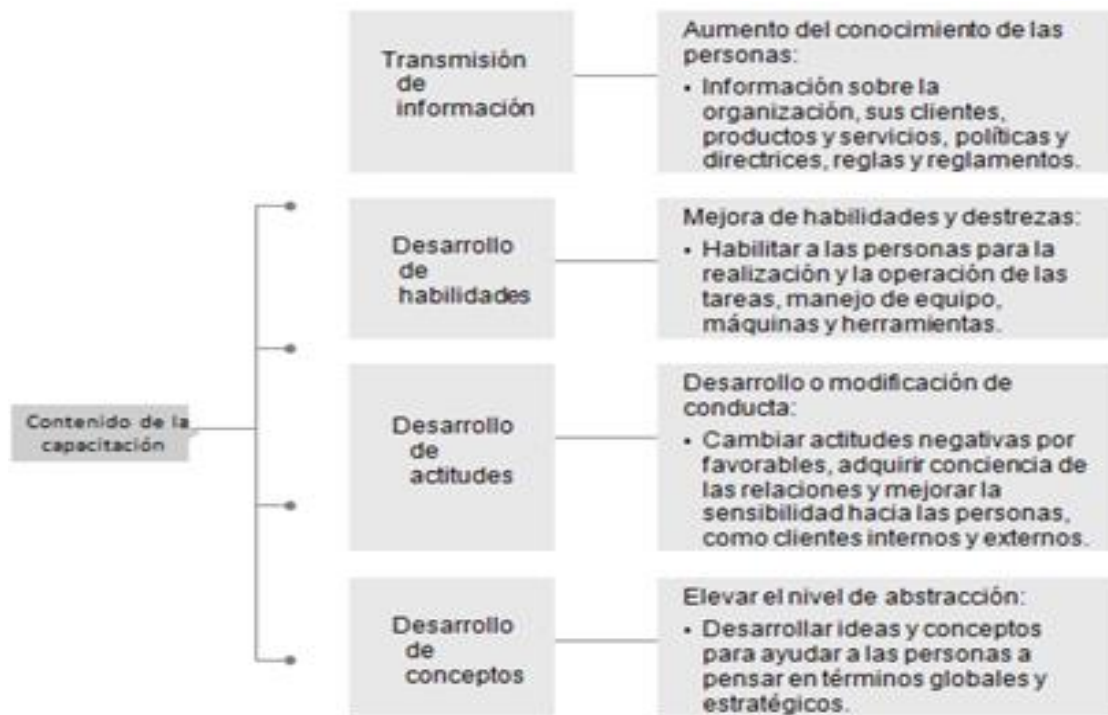 Transmisión
de
información
Aumento del conocimiento de las
personas:
• Información sobre la
organización, sus clientes,
productos y servicios, políticas y
directrices, reglas y reglamentos.
Desarrollo
de
habilidades
Mejora de habilidades y destrezas:
• Habilitar a las personas para la
realización y la operación de las
tareas, manejo de equipo,
máquinas y herramientas.
Contenido de la
capacitación
Desarrollo
de
actitudes
Desarrollo o modificación de
conducta:
• Cambiar actitudes negativas por
favorables, adquirir conciencia de
las relaciones y mejorar la
sensibilidad hacia las personas,
como clientes internos y externos.
Desarrollo
de
conceptos
Elevar el nivel de abstracción:
• Desarrollar ideas y conceptos
para ayudar a las personas a
pensar en términos globales y
estratégicos.